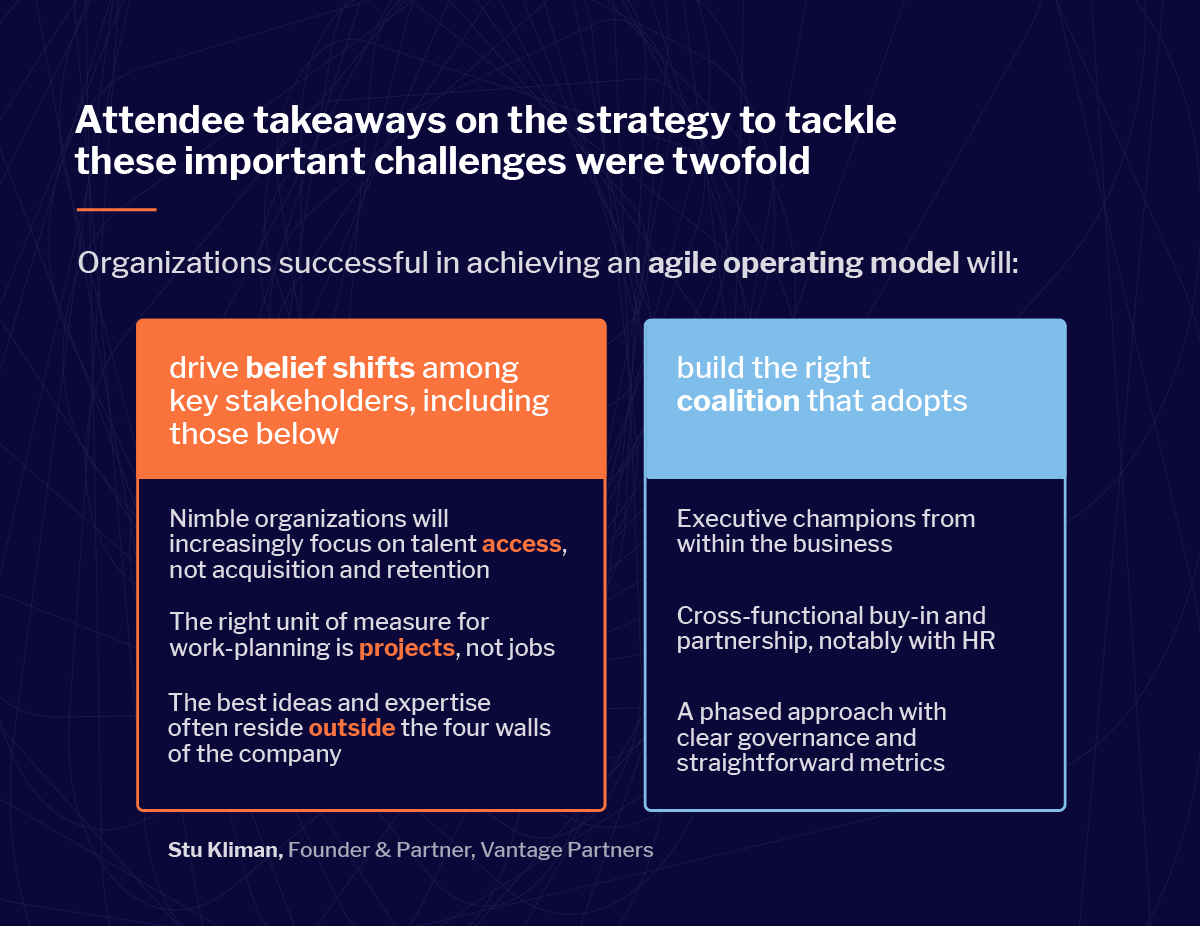 Attendee takeaways on the strategy to tackle
these important challenges were twofold
Organizations successful in achieving an agile operating model will:
drive belief shifts among
key stakeholders, including
those below
Nimble organizations will
increasingly focus on talent access,
not acquisition and retention
The right unit of measure for
work-planning is projects, not jobs
The best ideas and expertise
often reside outside the four walls
of the company
build the right
coalition that adopts
Executive champions from
within the business
Cross-functional buy-in and
partnership, notably with HR
A phased approach with
clear governance and
straightforward metrics
Stu Kliman, Founder & Partner, Vantage Partners